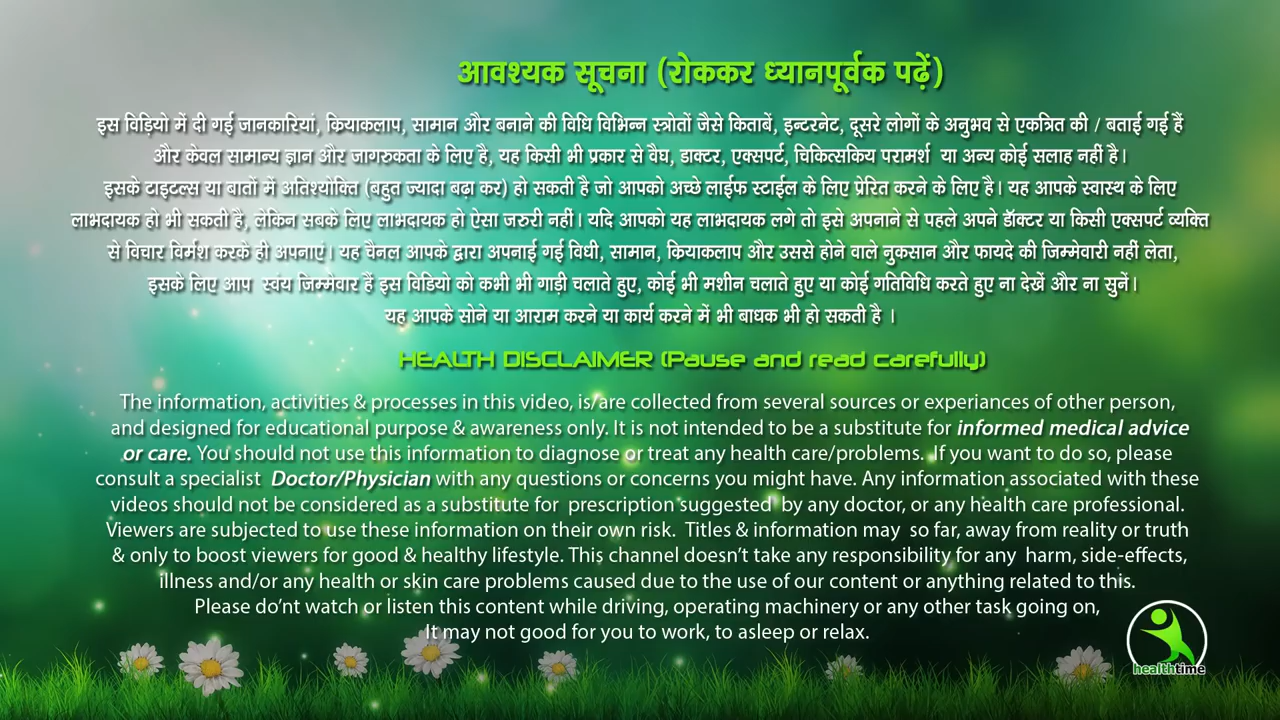 आवश्यक सूचना (रोककर ध्यानपूर्वक पढ़ें)
इस विड़ियो में दी गई जानकारियां, क्रियाकलाप, सामान और बनाने की विधि विभिन्न स्त्रोतों जैसे किताबें, इन्टरनेट, दूसरे लोगों के अनुभव से एकत्रित की / बताई गई हैं
और केवल सामान्य ज्ञान और जागरुकता के लिए है, यह किसी भी प्रकार से वैघ, डाक्टर, एक्सपर्ट, चिकित्सकिय परामर्श या अन्य कोई सलाह नहीं है।
इसके टाइटल्स या बातों में अतिश्योक्ति (बहुत ज्यादा बढ़ा कर) हो सकती है जो आपको अच्छे लाईफ स्टाईल के लिए प्रेरित करने के लिए है। यह आपके स्वास्थ के लिए
लाभदायक हो भी सकती है, लेकिन सबके लिए लाभदायक हो ऐसा जरुरी नहीं। यदि आपको यह लाभदायक लगे तो इसे अपनाने से पहले अपने डॅाक्टर या किसी एक्सपर्ट व्यक्ति
से विचार विर्मश करके ही अपनाएं। यह चैनल आपके द्वारा अपनाई गई विधी, सामान, क्रियाकलाप और उससे होने वाले नुकसान और फायदे की जिम्मेवारी नहीं लेता,
इसके लिए आप स्वंय जिम्मेवार हैं इस विडियो को कभी भी गाड़ी चलाते हुए, कोई भी मशीन चलाते हुए या कोई गतिविधि करते हुए ना देखें और ना सुनें।
यह आपके सोने या आराम करने या कार्य करने में भी बाधक भी हो सकती है ।
HEALTH DISCLAIMER (Pause and read carefully)
The information, activities & processes in this video, is/are collected from several sources or experiances of other person,
and designed for educational purpose & awareness only. It is not intended to be a substitute for informed medical advice
or care. You should not use this information to diagnose or treat any health care/problems. If you want to do so, please
consult a specialist Doctor/Physician with any questions or concerns you might have. Any information associated with these
videos should not be considered as a substitute for prescription suggested by any doctor, or any health care professional.
Viewers are subjected to use these information on their own risk. Titles & information may so far, away from reality or truth
& only to boost viewers for good & healthy lifestyle. This channel doesn't take any responsibility for any harm, side-effects,
illness and/or any health or skin care problems caused due to the use of our content or anything related to this.
Please do'nt watch or listen this content while driving, operating machinery or any other task going on,
It may not good for you to work, to asleep or relax.
healthtime